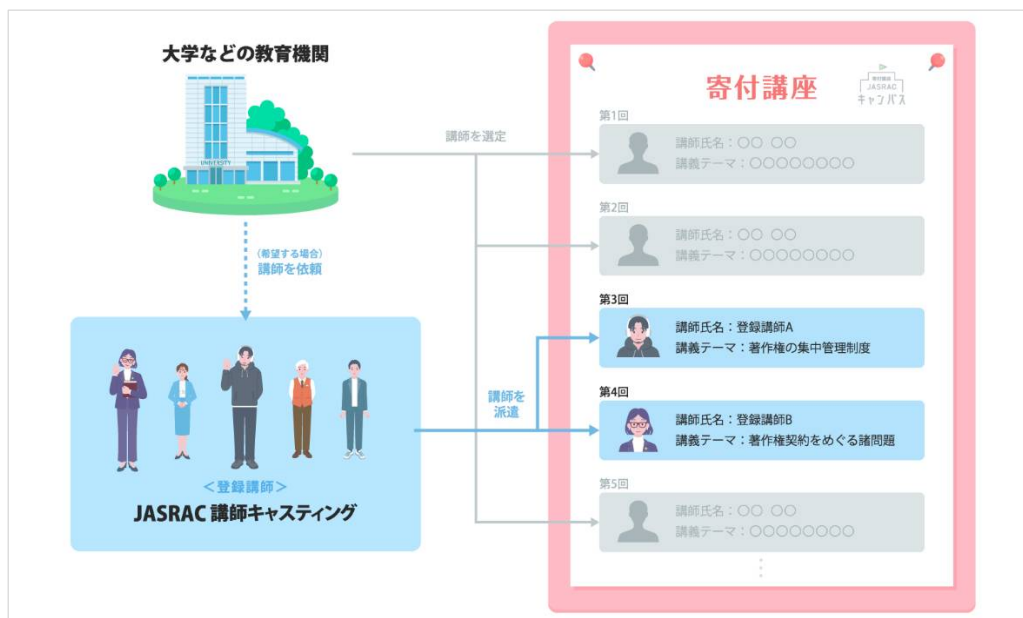 大学などの教育機関
UNIVERSITY
(希望する場合)
講師を依頼
<登録講師>
JASRAC 講師キャスティング
講師を選定
講師を
派遣
寄付講座
寄付講座
JASRAC
キャンパス
第1回
講師氏名：○○ ○○
講義テーマ：○○○○○○○○
第2回
講師氏名：○○ ○○
講義テーマ：○○○○○○○○
第3回
講師氏名：登録講師A
講義テーマ：著作権の集中管理制度
第4回
講師氏名：登録講師B
講義テーマ：著作権契約をめぐる諸問題
第5回
講師氏名：○○ ○○
講義テーマ：○○○○○○○○
⋮